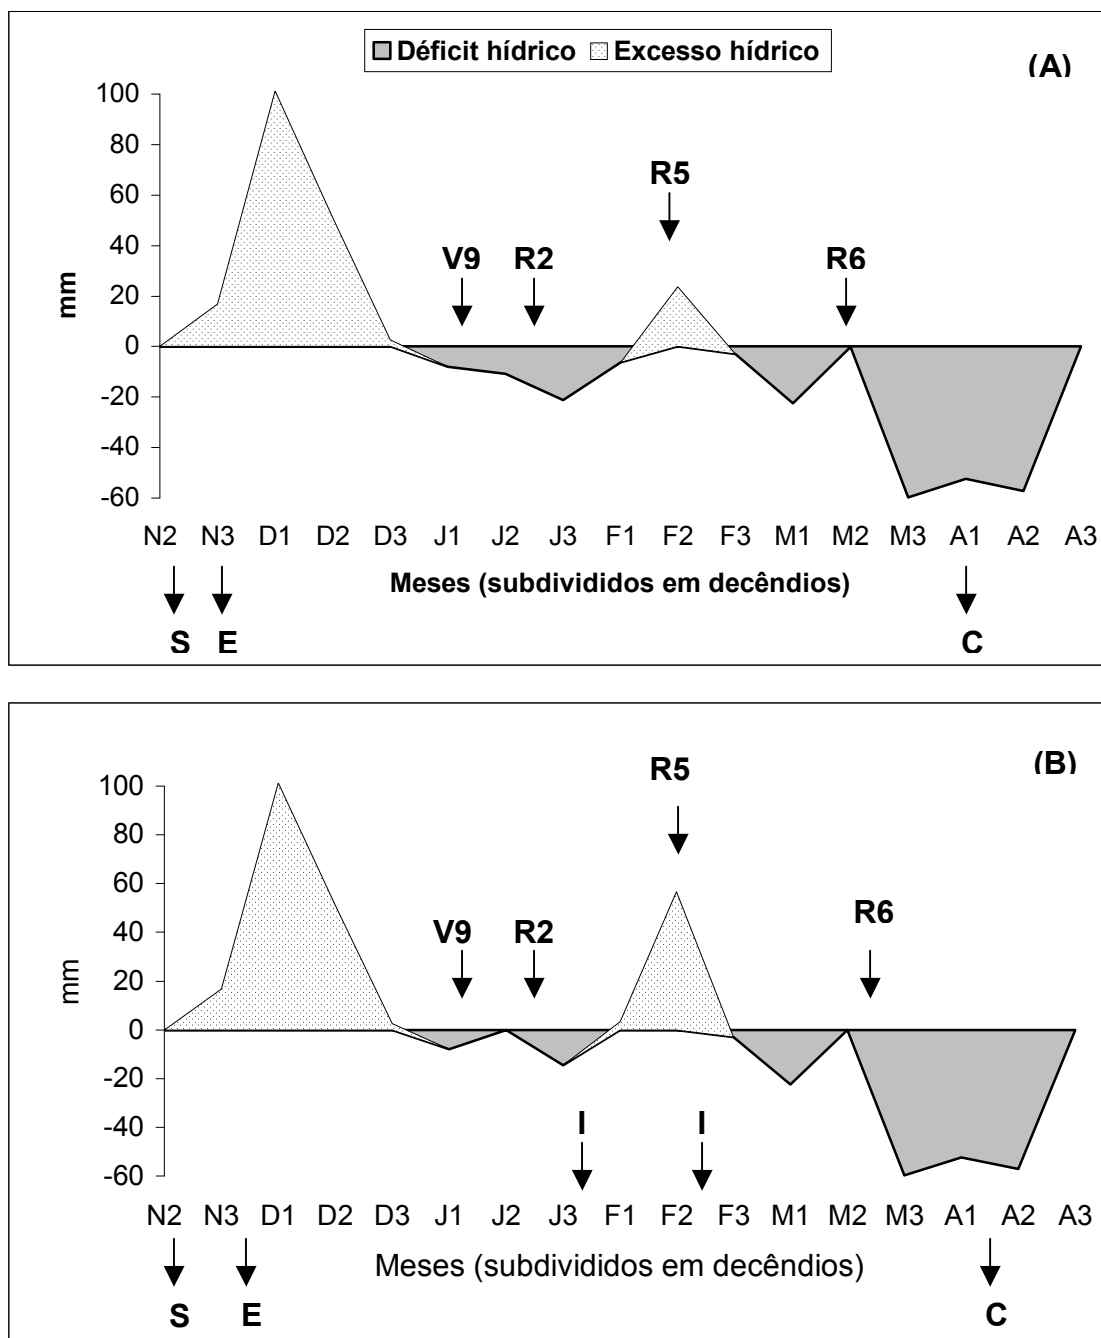 Déficit hídrico Excesso hídrico
(A)
100
80
60
40
20
0
-20
-40
-60
mm
R5
V9 R2 R6
N2 N3 D1 D2 D3 J1 J2 J3 F1 F2 F3 M1 M2 M3 A1 A2 A3
Meses (subdivididos em decêndios)
S E C
(B)
R5
100
80
60
40
20
0
-20
-40
-60
mm
R6
V9 R2
I I
N2 N3 D1 D2 D3 J1 J2 J3 F1 F2 F3 M1 M2 M3 A1 A2 A3
Meses (subdivididos em decêndios)
S E C